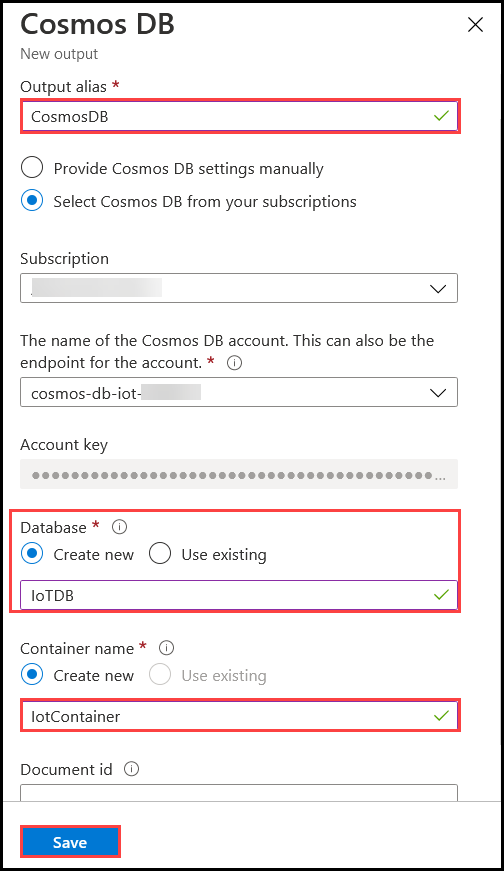 Cosmos DB
New output
Output alias *
CosmosDB
Provide Cosmos DB settings manually
Select Cosmos DB from your subscriptions
Subscription
The name of the Cosmos DB account. This can also be the
endpoint for the account. *
cosmos-db-iot-
Account key
Database *
Create new Use existing
IoTDB
Container name *
Create new Use existing
IotContainer
Document id
Save